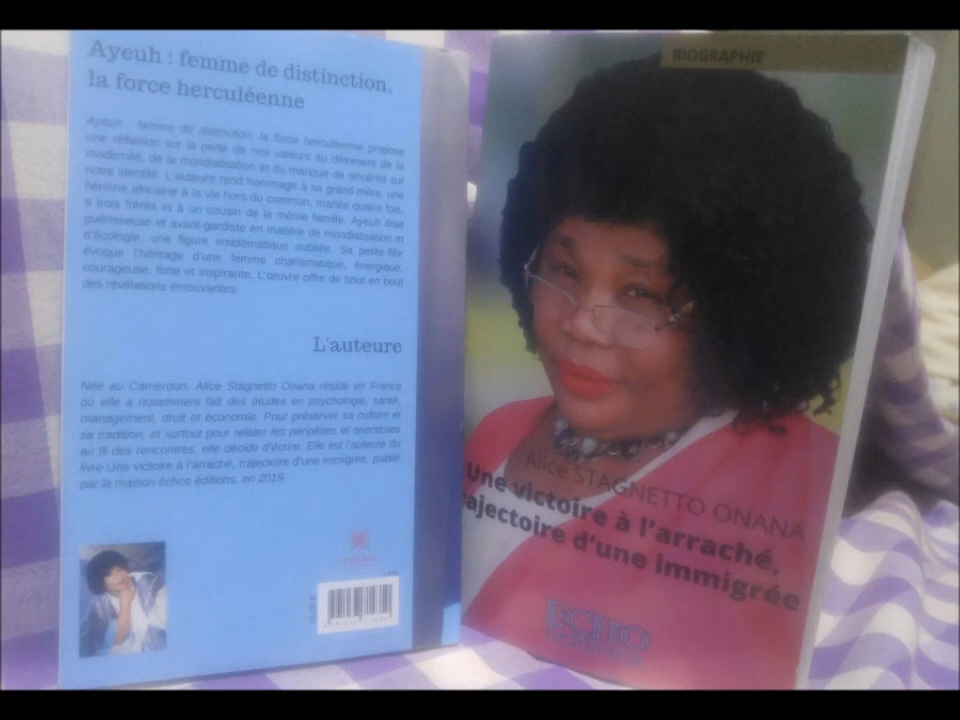 Ayeuh : femme de distinction,
la force herculéenne
Ayeuh : femme de distinction, la force herculéenne propose
une réflexion sur la perte de nos valeurs au détriment de la
modernité, de la mondialisation et du manque de sincérité sur
notre identité. L'auteure rend hommage à sa grand-mère, une
héroïne africaine à la vie hors du commun, mariée quatre fois,
à trois frères et à un cousin de la même famille. Ayeuh était
guérisseuse et avant-gardiste en matière de mondialisation et
d'écologie, une figure emblématique oubliée. Sa petite-fille
évoque l'héritage d'une femme charismatique, énergique,
courageuse, forte et inspirante. L'œuvre offre de bout en bout
des révélations émouvantes.
L'auteure
Née au Cameroun, Alice Stagnetto Onana réside en France
où elle a notamment fait des études en psychologie, santé,
management, droit et économie. Pour préserver sa culture et
sa tradition, et surtout pour relater les péripéties et anecdotes
au fil des rencontres, elle décide d'écrire. Elle est l'auteure du
livre Une victoire à l'arraché, trajectoire d'une immigrée, publié
par la maison échos éditions, en 2019.
BIOGRAPHIE
Alice STAGNETTO ONANA
Une victoire à l'arraché,
rajectoire d'une immigrée
ECHO
Editions